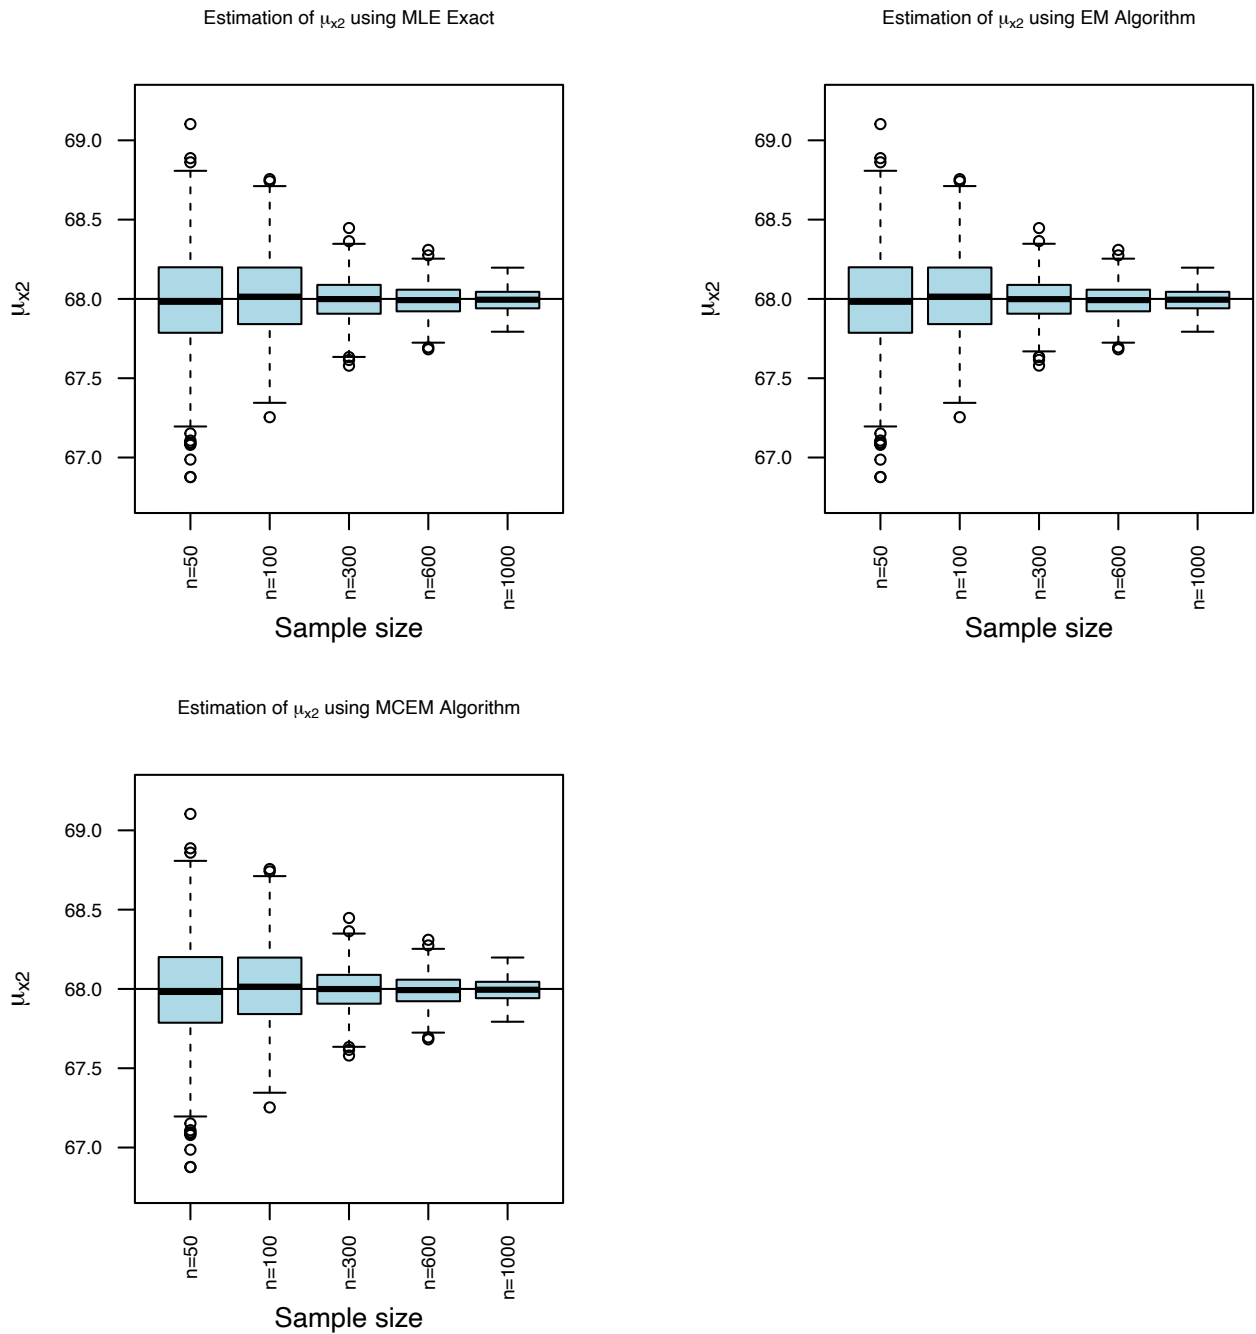 Estimation of μx2 using MLE Exact
69.0
68.5
68.0
67.5
67.0
μx2
n=50
n=100
n=300
n=600
n=1000
Sample size
Estimation of μx2 using EM Algorithm
69.0
68.5
68.0
67.5
67.0
μx2
n=50
n=100
n=300
n=600
n=1000
Sample size
Estimation of μx2 using MCEM Algorithm
69.0
68.5
68.0
67.5
67.0
μx2
n=50
n=100
n=300
n=600
n=1000
Sample size